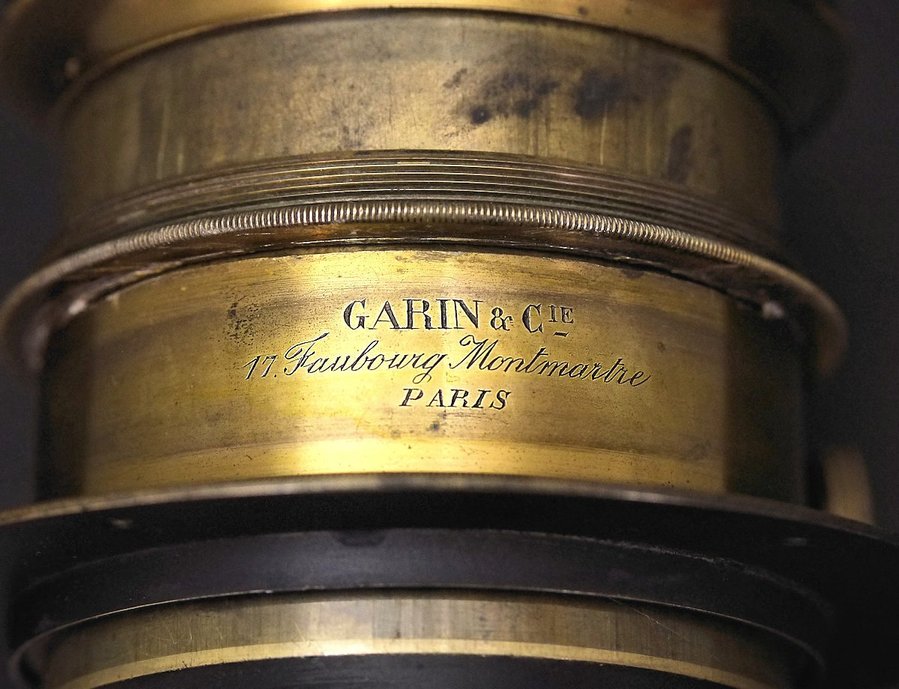 GARIN & CIE
17. Faubourg Montmartre
PARIS